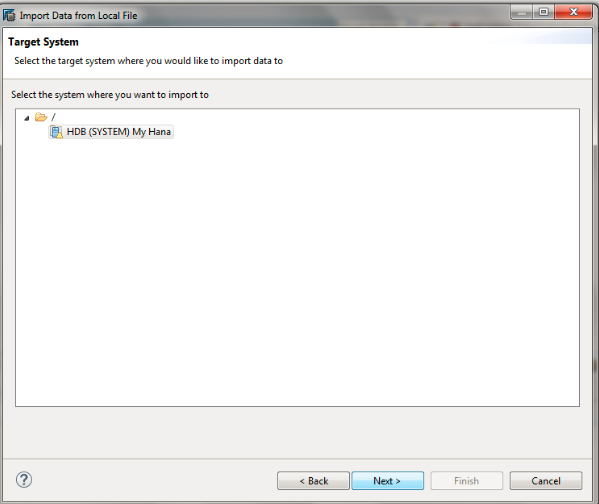 Import Data from Local File
Target System
Select the target system where you would like to import data to
Select the system where you want to import to
/
HDB (SYSTEM) My Hana
?
< Back
Next >
Finish
Cancel